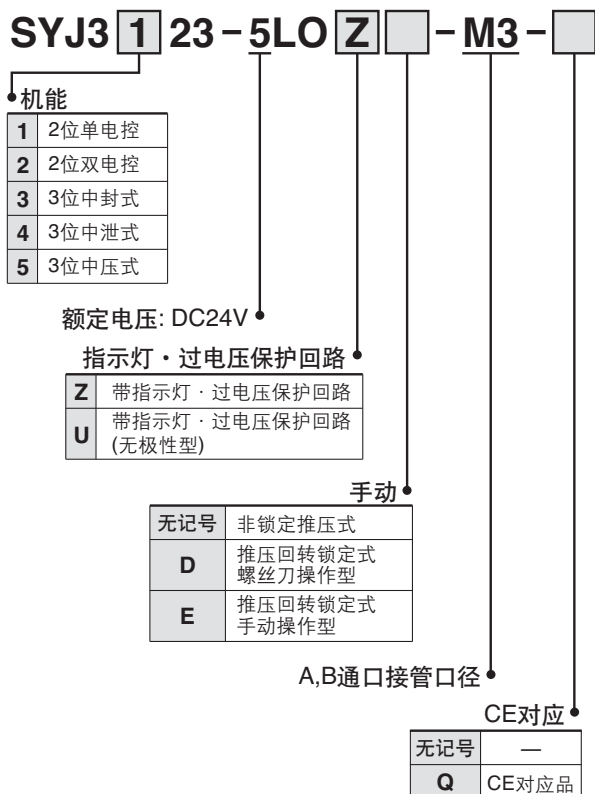 SYJ3 1 23－5LO Z －M3－
机能
1 2位单电控
2 2位双电控
3 3位中封式
4 3位中泄式
5 3位中压式
额定电压: DC24V
指示灯・过电压保护回路
Z 带指示灯・过电压保护回路
U 带指示灯・过电压保护回路
(无极性型)
手动
无记号 非锁定推压式
D 推压回转锁定式
螺丝刀操作型
E 推压回转锁定式
手动操作型
A,B通口接管口径
CE对应
无记号 —
Q CE对应品